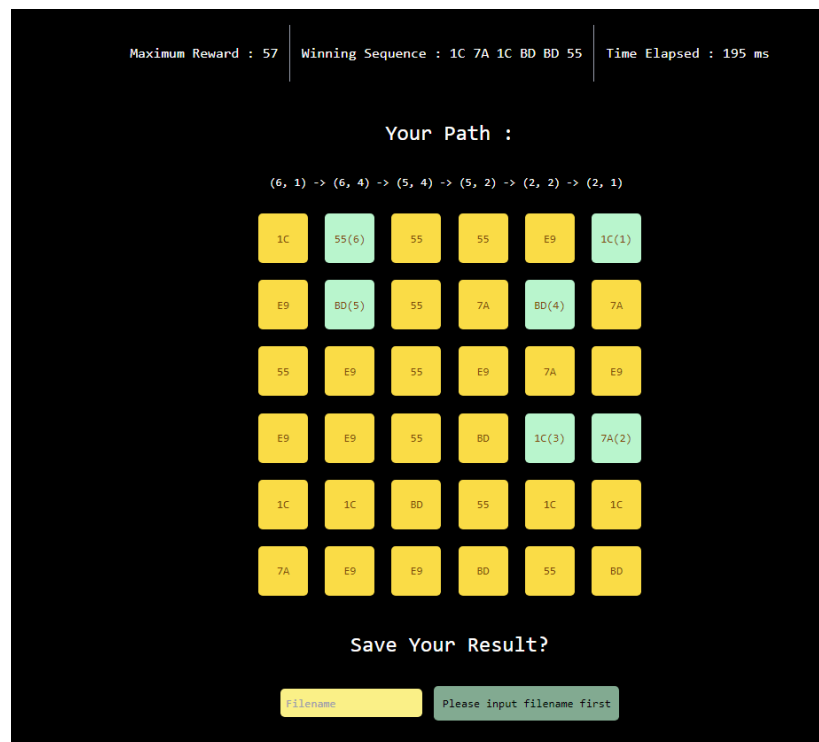 Maximum Reward : 57 Winning Sequence : 1C 7A 1C BD BD 55 Time Elapsed : 195 ms
Your Path :
(6, 1) -> (6, 4) -> (5, 4) -> (5, 2) -> (2, 2) -> (2, 1)
1C 55(6) 55 55 E9 1C(1)
E9 BD(5) 55 7A BD(4) 7A
55 E9 55 E9 7A E9
E9 E9 55 BD 1C(3) 7A(2)
1C 1C BD 55 1C 1C
7A E9 E9 BD 55 BD
Save Your Result?
Filename Please input filename first